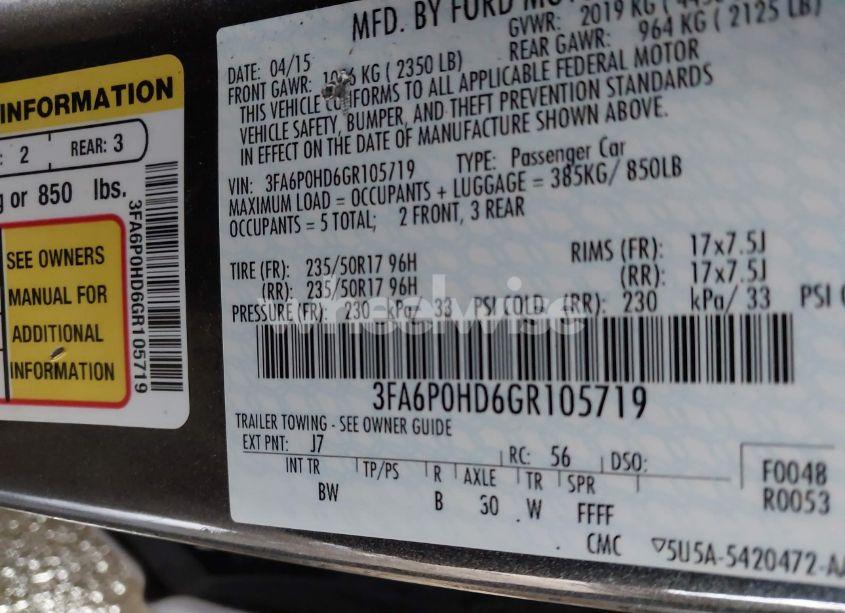 INFORMATION
: 2 REAR: 3
g or 850 lbs.
SEE OWNERS
MANUAL FOR
ADDITIONAL
INFORMATION
3FA6P0HD6GR105719
MFD. BY FORD
GVWR: 2019 KG
DATE: 04/15
REAR GAWR: 964 KG ( 2125 LB)
FRONT GAWR: KG ( 2350 LB)
THIS VEHICLE CONFORMS TO ALL APPLICABLE FEDERAL MOTOR
VEHICLE SAFETY, BUMPER, AND THEFT PREVENTION STANDARDS
IN EFFECT ON THE DATE OF MANUFACTURE SHOWN ABOVE.
VIN: 3FA6P0HD6GR105719 TYPE: Passenger Car
MAXIMUM LOAD = OCCUPANTS + LUGGAGE = 385KG/ 850LB
OCCUPANTS = 5 TOTAL; 2 FRONT, 3 REAR
TIRE (FR): 235/50R17 96H RIMS (FR): 17x7.5J
(RR): 235/50R17 96H (RR): 17x7.5J
PRESSURE (FR): 230 kPa/ 33 PSI COLD; (RR): 230 kPa/ 33 PSI
wheelwise
3FA6P0HD6GR105719
TRAILER TOWING - SEE OWNER GUIDE
EXT PNT: J7 RC: 56 DSO:
INT TR TP/PS R AXLE TR SPR
BW B 30 W FFFF
F0048
R0053
CMC 5U5A-5420472-A